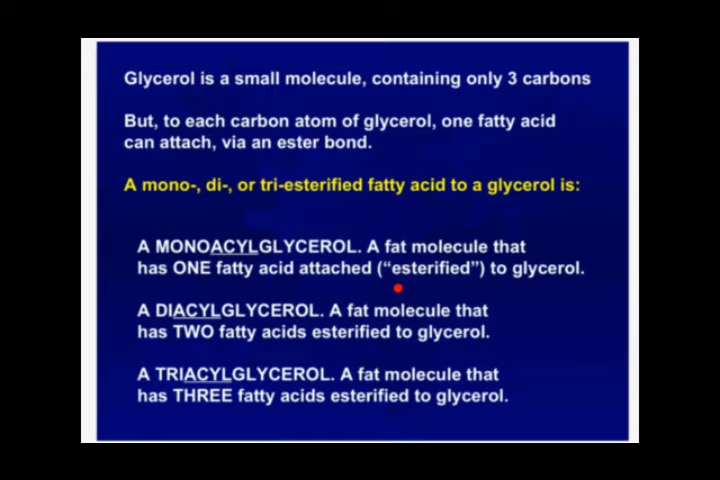 Glycerol is a small molecule, containing only 3 carbons
But, to each carbon atom of glycerol, one fatty acid
can attach, via an ester bond.
A mono-, di-, or tri-esterified fatty acid to a glycerol is:
A MONOACYLGLYCEROL. A fat molecule that
has ONE fatty acid attached (“esterified”) to glycerol.
A DIACYLGLYCEROL. A fat molecule that
has TWO fatty acids esterified to glycerol.
A TRIACYLGLYCEROL. A fat molecule that
has THREE fatty acids esterified to glycerol.